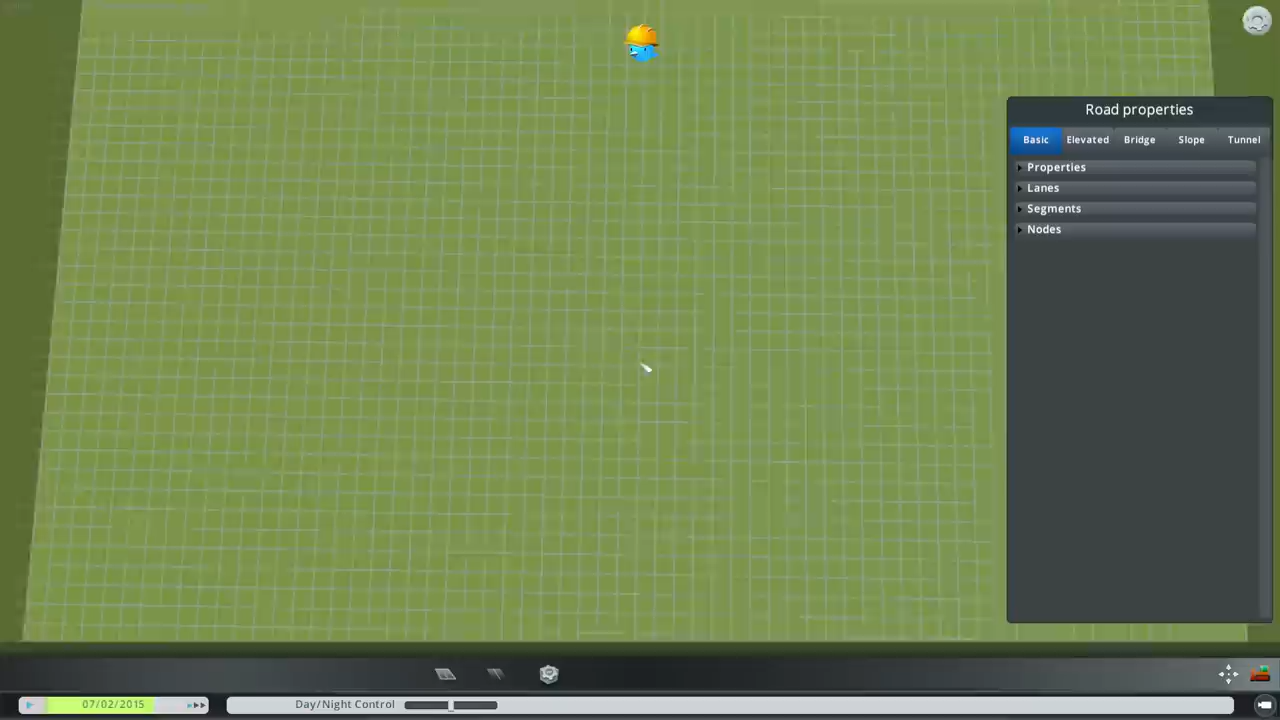 Road properties
Basic Elevated Bridge Slope Tunnel
Properties
Lanes
Segments
Nodes
07/02/2015
Day/Night Control